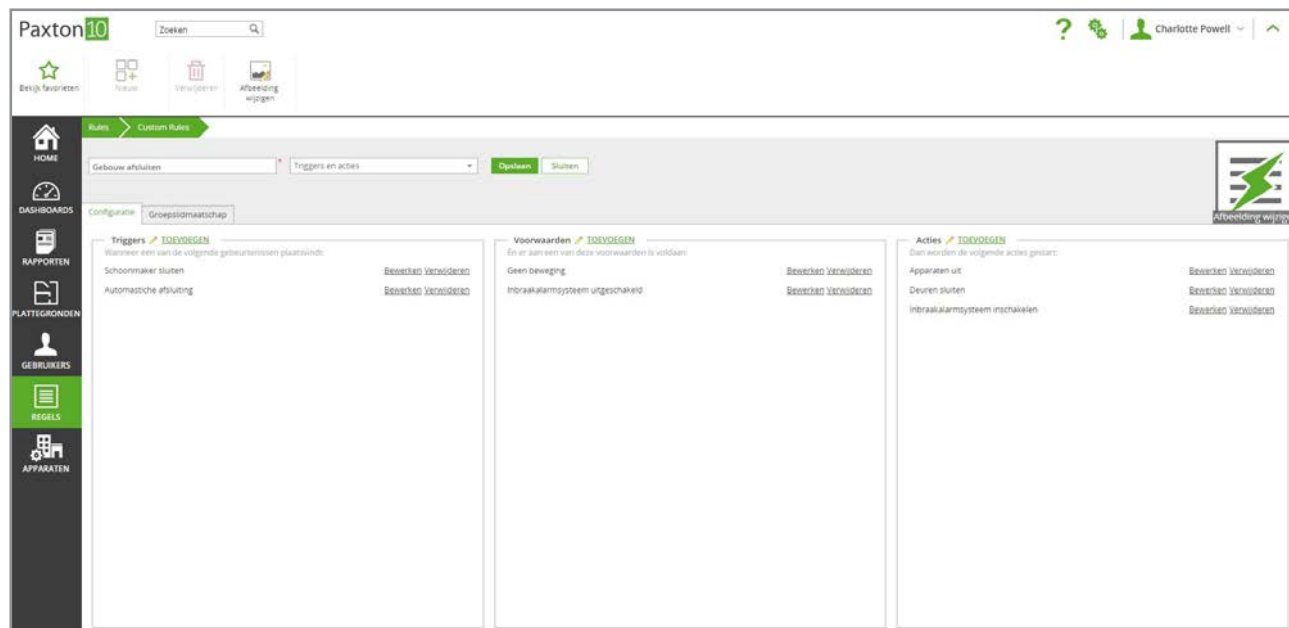 Paxton 10
Zoeken
Charlotte Powell
Bekijk favorieten
Nieuw
Verwijderen
Afbeelding wijzigen
HOME
DASHBOARDS
RAPPORTEN
PLATTEGRONDEN
GEBRUIKERS
REGELS
APPARATEN
Rules
Custom Rules
Gebouw afsluiten *
Triggers en acties
Opslaan
Sluiten
Afbeelding wijzig
Configuratie
Groepslidmaatschap
Triggers TOEVOEGEN
Wanneer een van de volgende gebeurtenissen plaatsvindt:
Schoonmaker sluiten Bewerken Verwijderen
Automastiche afsluiting Bewerken Verwijderen
Voorwaarden TOEVOEGEN
En er aan een van deze voorwaarden is voldaan:
Geen beweging Bewerken Verwijderen
Inbraakalarmsysteem uitgeschakeld Bewerken Verwijderen
Acties TOEVOEGEN
Dan worden de volgende acties gestart:
Apparaten uit Bewerken Verwijderen
Deuren sluiten Bewerken Verwijderen
Inbraakalarmsysteem inschakelen Bewerken Verwijderen